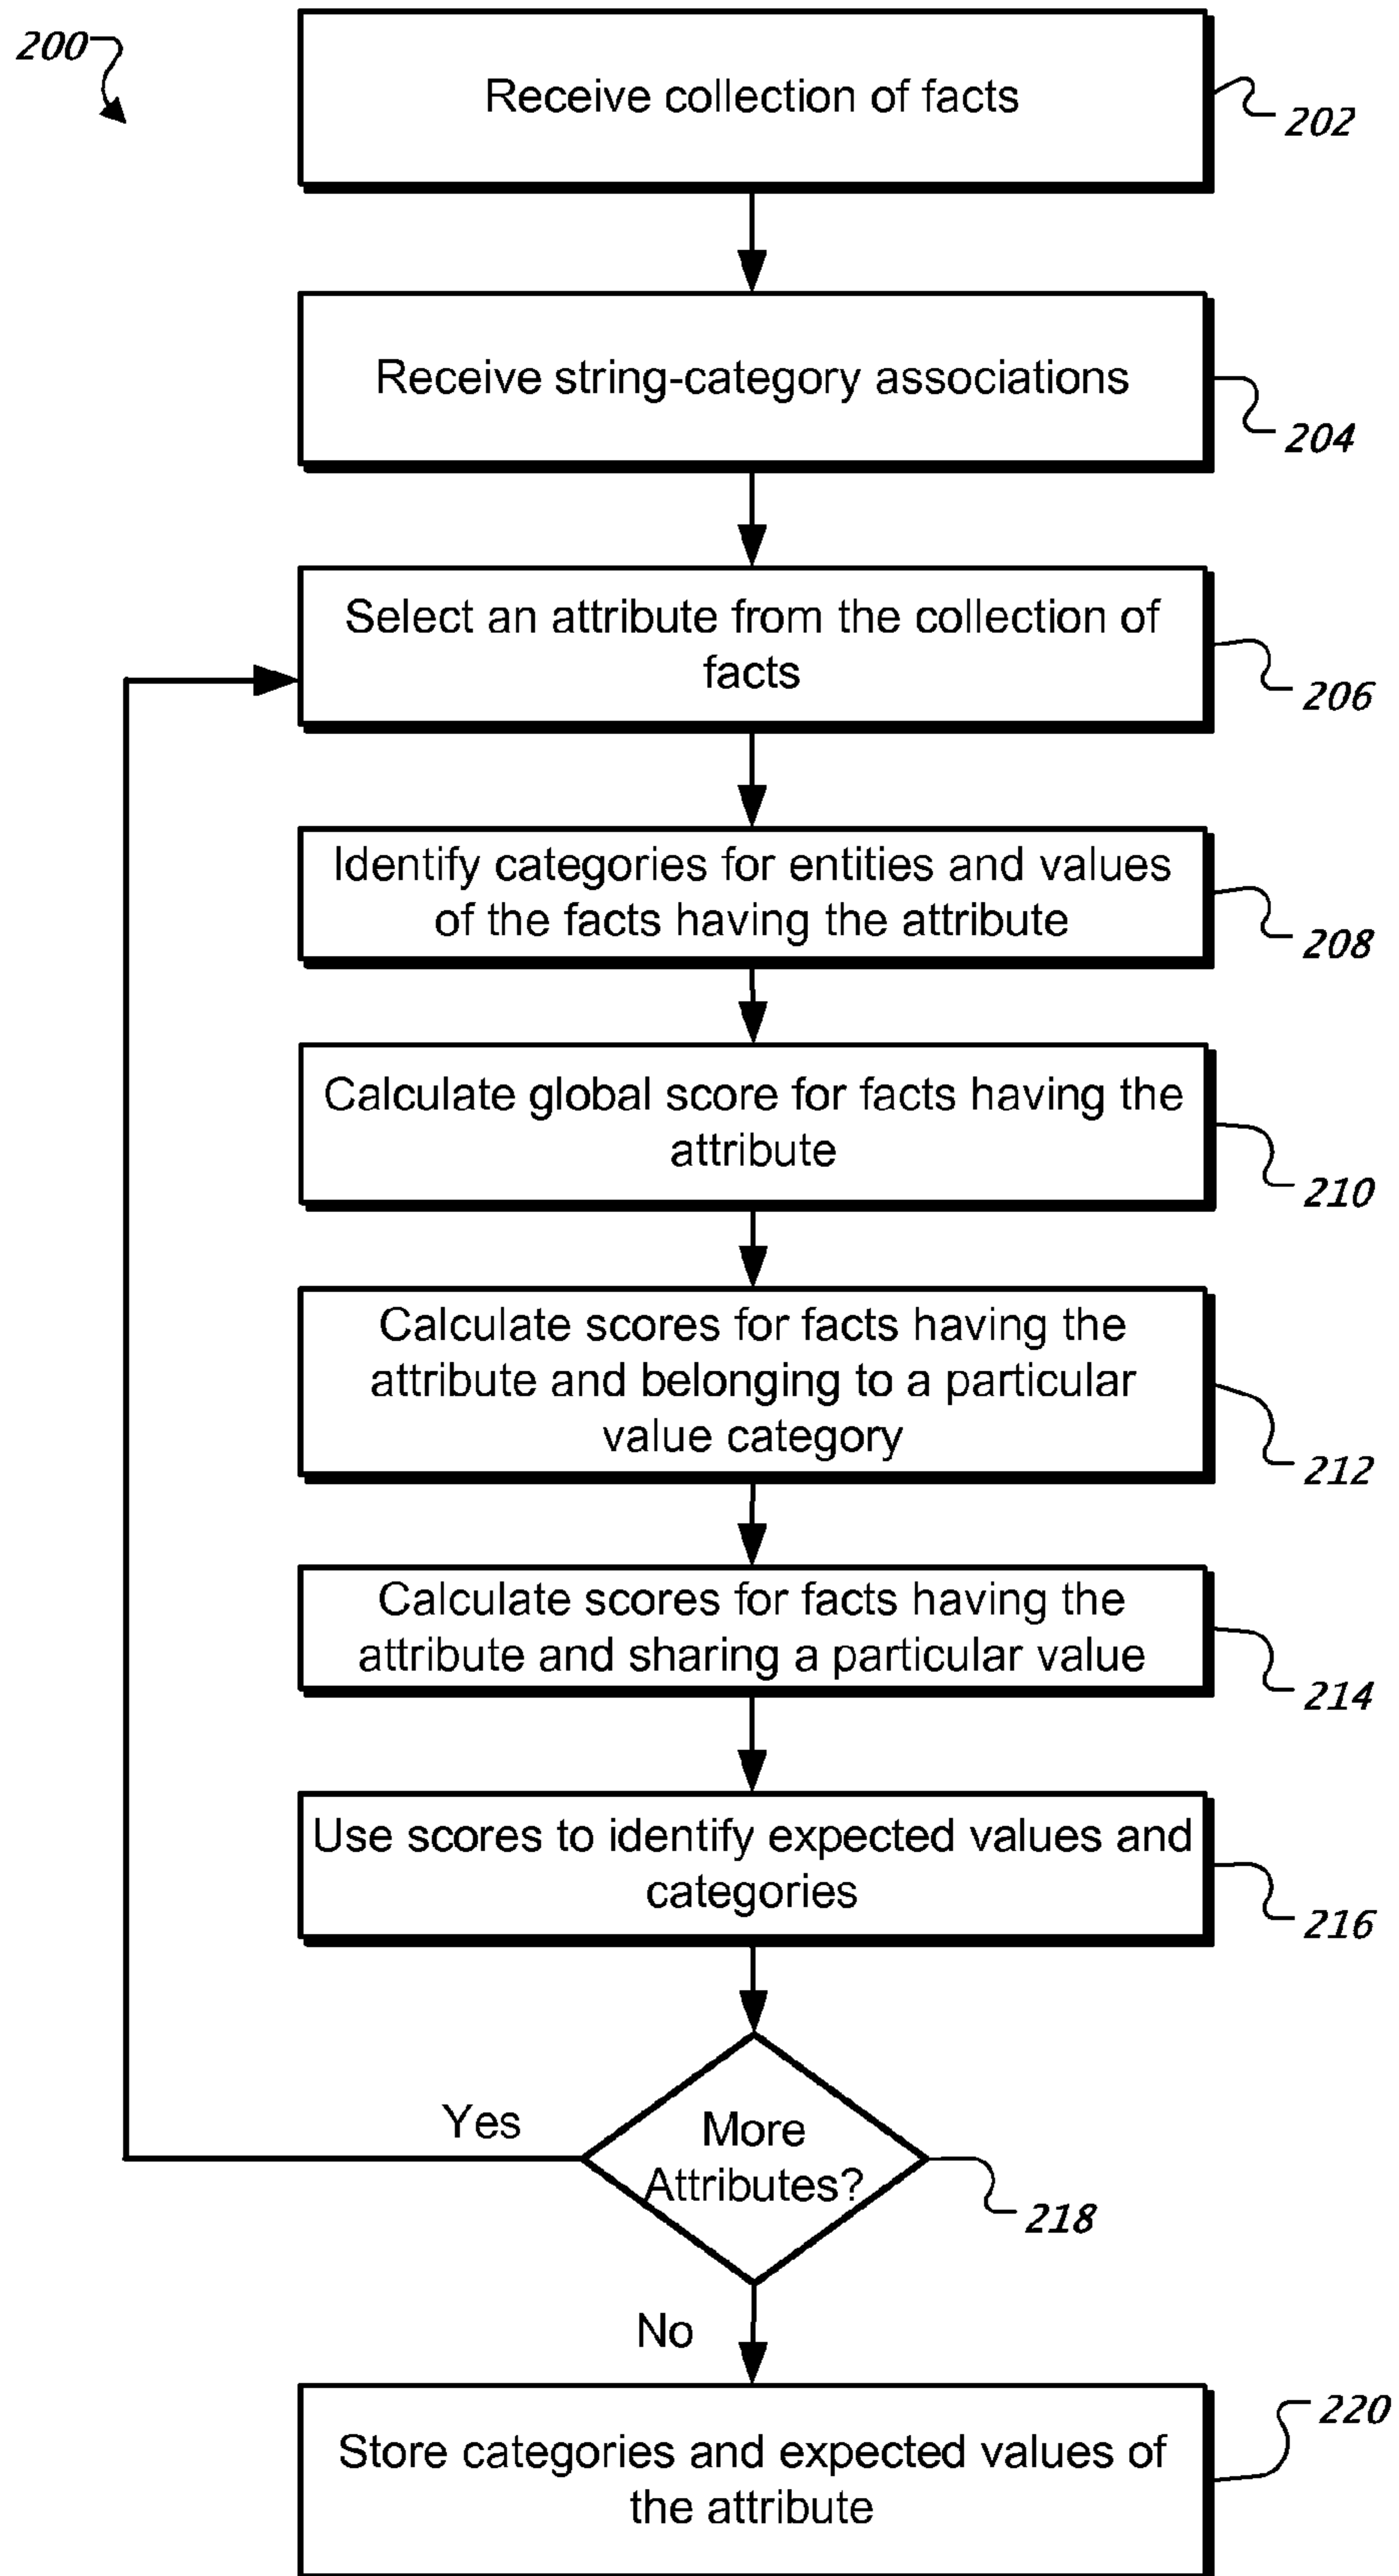 200
Receive collection of facts
202
Receive string-category associations
204
Select an attribute from the collection of
facts
206
Identify categories for entities and values
of the facts having the attribute
208
Calculate global score for facts having the
attribute
210
Calculate scores for facts having the
attribute and belonging to a particular
value category
212
Calculate scores for facts having the
attribute and sharing a particular value
214
Use scores to identify expected values and
categories
216
Yes
More
Attributes?
218
No
220
Store categories and expected values of
the attribute